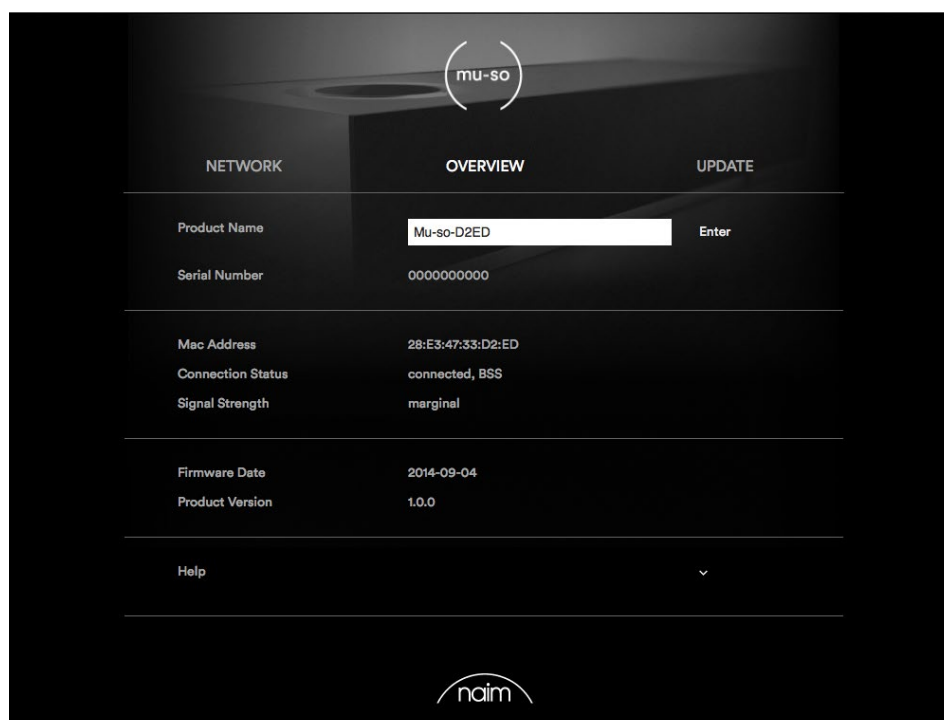 mu-so
NETWORK OVERVIEW UPDATE
Product Name Mu-so-D2ED Enter
Serial Number 0000000000
Mac Address 28:E3:47:33:D2:ED
Connection Status connected, BSS
Signal Strength marginal
Firmware Date 2014-09-04
Product Version 1.0.0
Help
naim